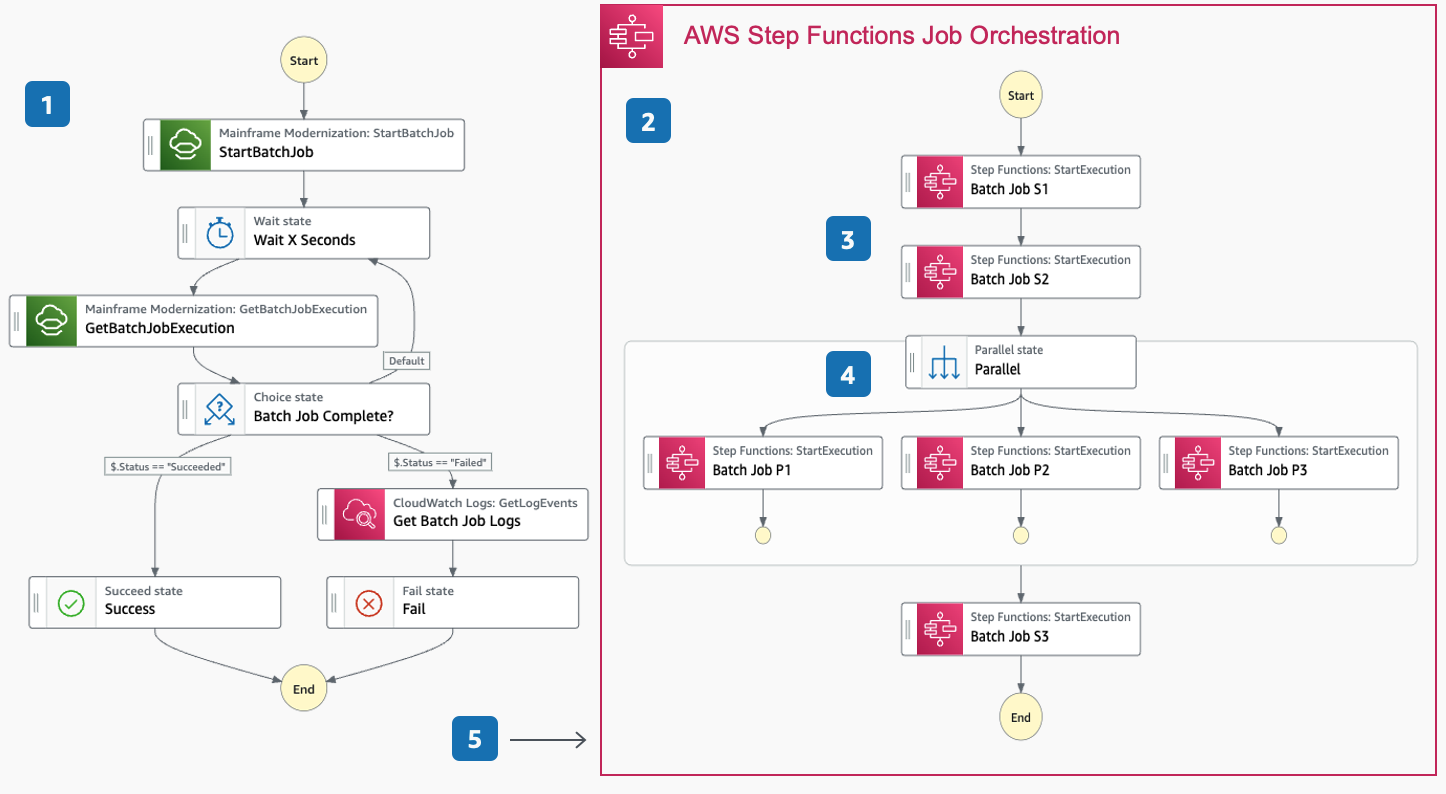 1
Start
Mainframe Modernization: StartBatchJob
StartBatchJob
Wait state
Wait X Seconds
Mainframe Modernization: GetBatchJobExecution
GetBatchJobExecution
Default
Choice state
Batch Job Complete?
$.Status == "Succeeded"
$.Status == "Failed"
CloudWatch Logs: GetLogEvents
Get Batch Job Logs
Succeed state
Success
Fail state
Fail
End
5
AWS Step Functions Job Orchestration
2
Start
Step Functions: StartExecution
Batch Job S1
3
Step Functions: StartExecution
Batch Job S2
4
Parallel state
Parallel
Step Functions: StartExecution
Batch Job P1
Step Functions: StartExecution
Batch Job P2
Step Functions: StartExecution
Batch Job P3
Step Functions: StartExecution
Batch Job S3
End